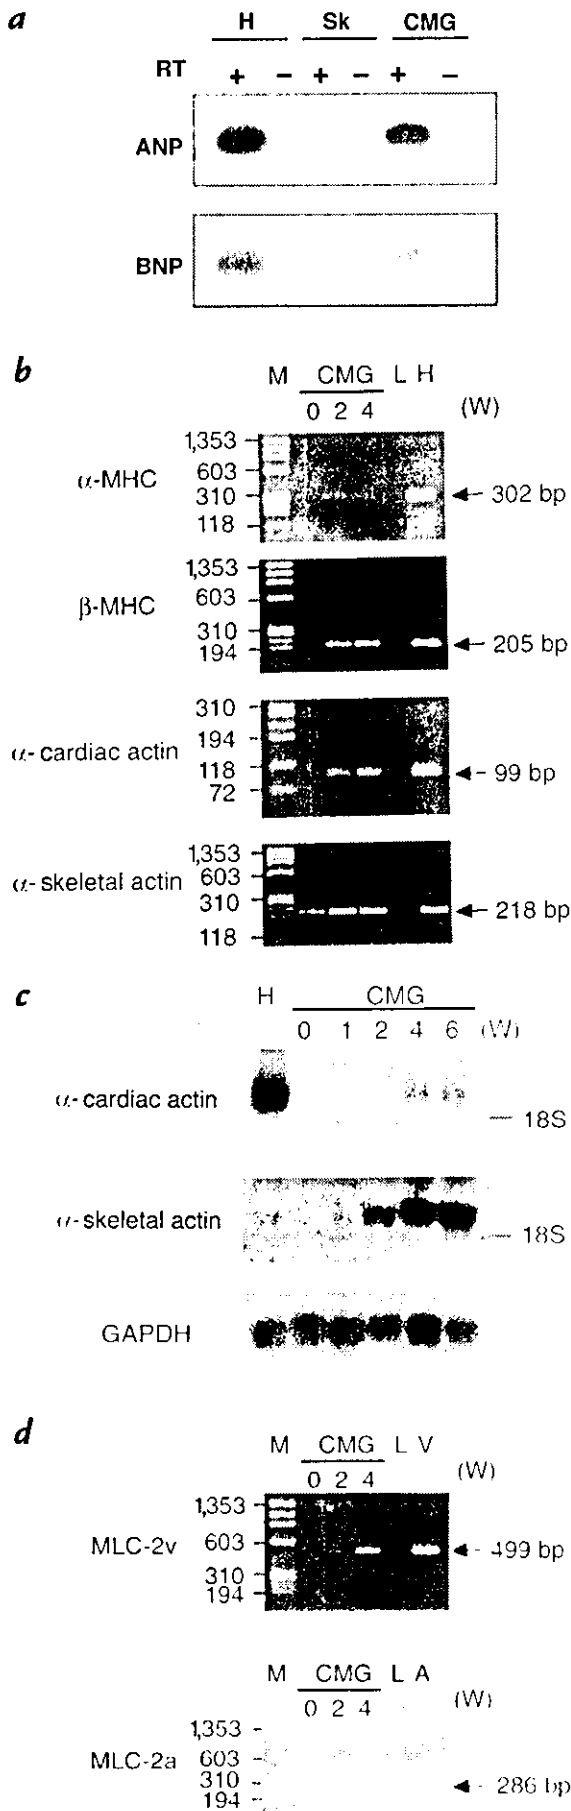 a
H Sk CMG
RT + – + – + –
ANP
BNP
b
M CMG L H
0 2 4 (W)
α-MHC
1,353
603
310
118
302 bp
β-MHC
1,353
603
310
194
205 bp
α-cardiac actin
310
194
118
72
99 bp
α-skeletal actin
1,353
603
310
118
218 bp
c
H CMG
0 1 2 4 6 (W)
α-cardiac actin
18S
α-skeletal actin
18S
GAPDH
d
M CMG L V
0 2 4 (W)
MLC-2v
1,353
603
310
194
499 bp
M CMG L A
0 2 4 (W)
MLC-2a
1,353
603
310
194
286 bp